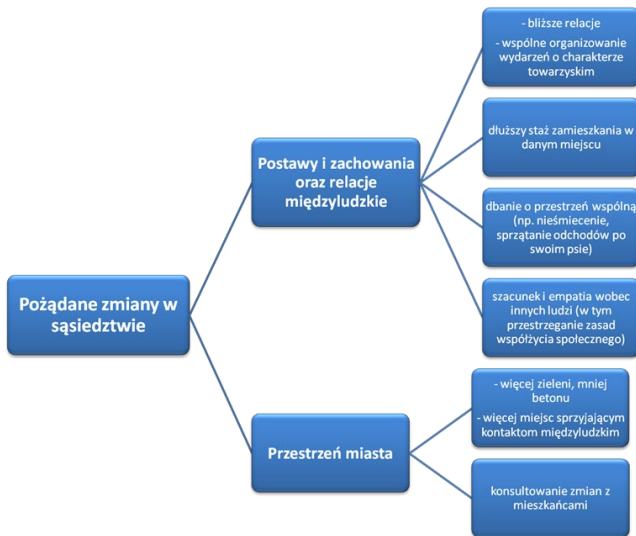 Pożądane zmiany w
sąsiedztwie
Postawy i zachowania
oraz relacje
międzyludzkie
- bliższe relacje
- wspólne organizowanie
wydarzeń o charakterze
towarzyskim
dłuższy staż zamieszkania w
danym miejscu
dbanie o przestrzeń wspólną
(np. nieśmiecenie,
sprzątanie odchodów po
swoim psie)
szacunek i empatia wobec
innych ludzi (w tym
przestrzeganie zasad
współżycia społecznego)
Przestrzeń miasta
- więcej zieleni, mniej
betonu
- więcej miejsc sprzyjającym
kontaktom międzyludzkim
konsultowanie zmian z
mieszkańcami